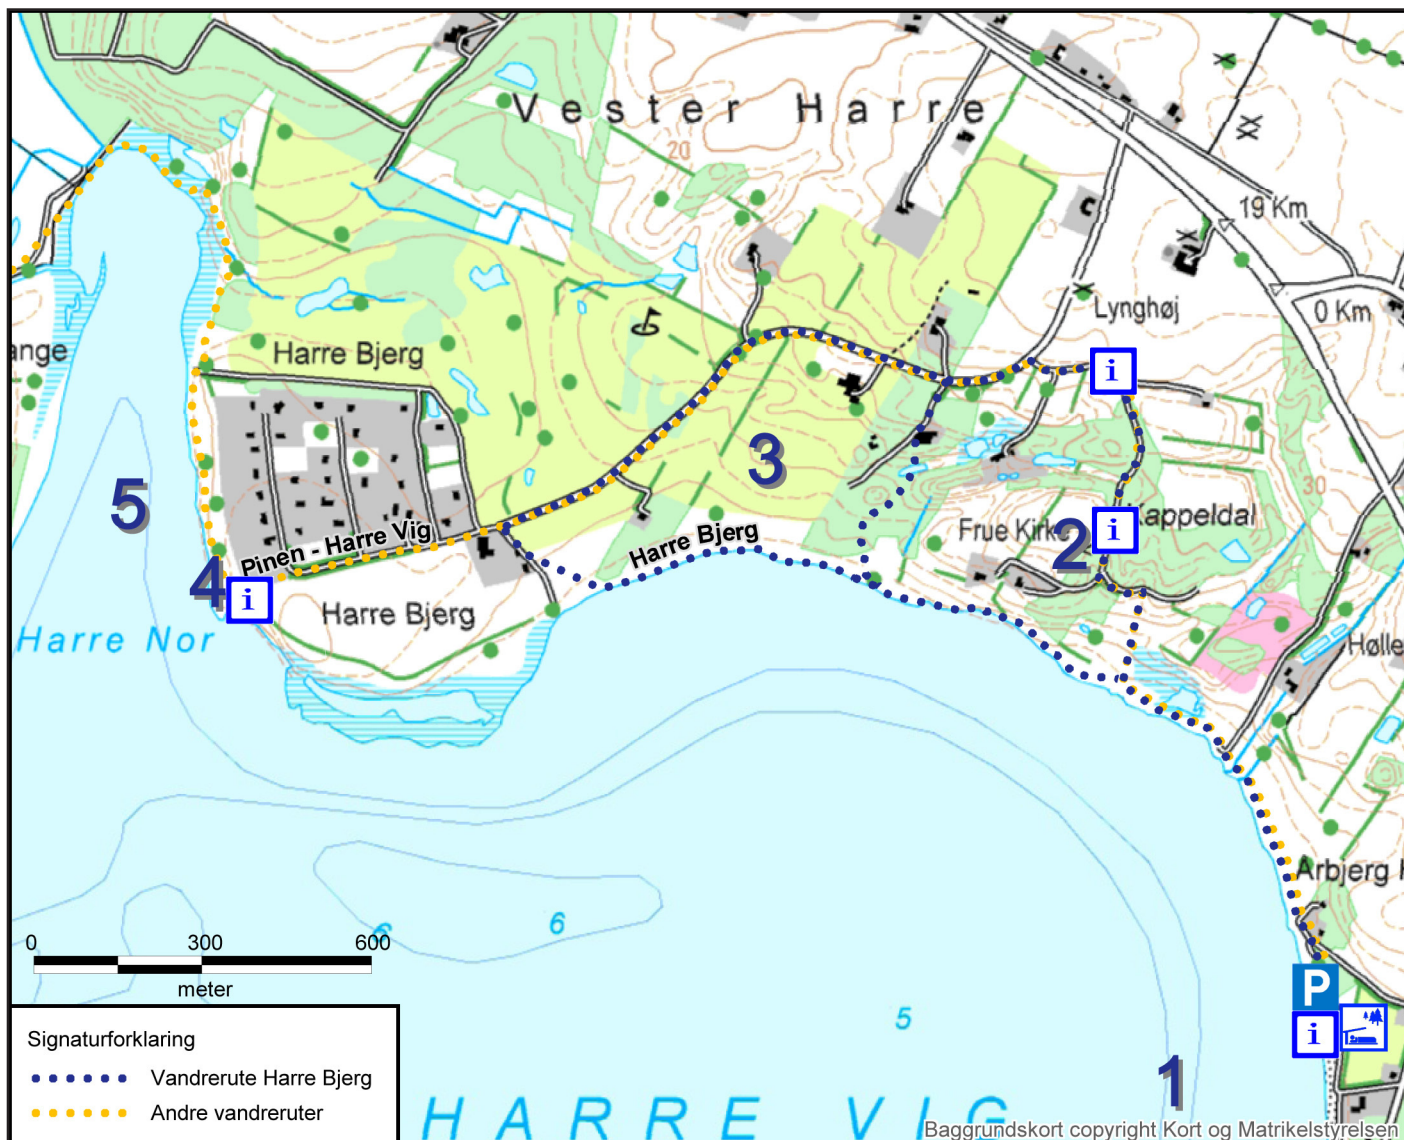 Vester Harre
20
19 Km
0 Km
Lynghøj
ange
Harre Bjerg
3
5
30
Kappeldal
Frue Kirke
2
Harre Bjerg
Pinen - Harre Vig
4
i
i
i
Harre Bjerg
Harre Nor
Hølle
Arbjerg
6
6
0 300 600
meter
P
i
5
1
Signaturforklaring
Vandrerute Harre Bjerg
Andre vandreruter
HARRE VIG
Baggrundskort copyright Kort og Matrikelstyrelsen